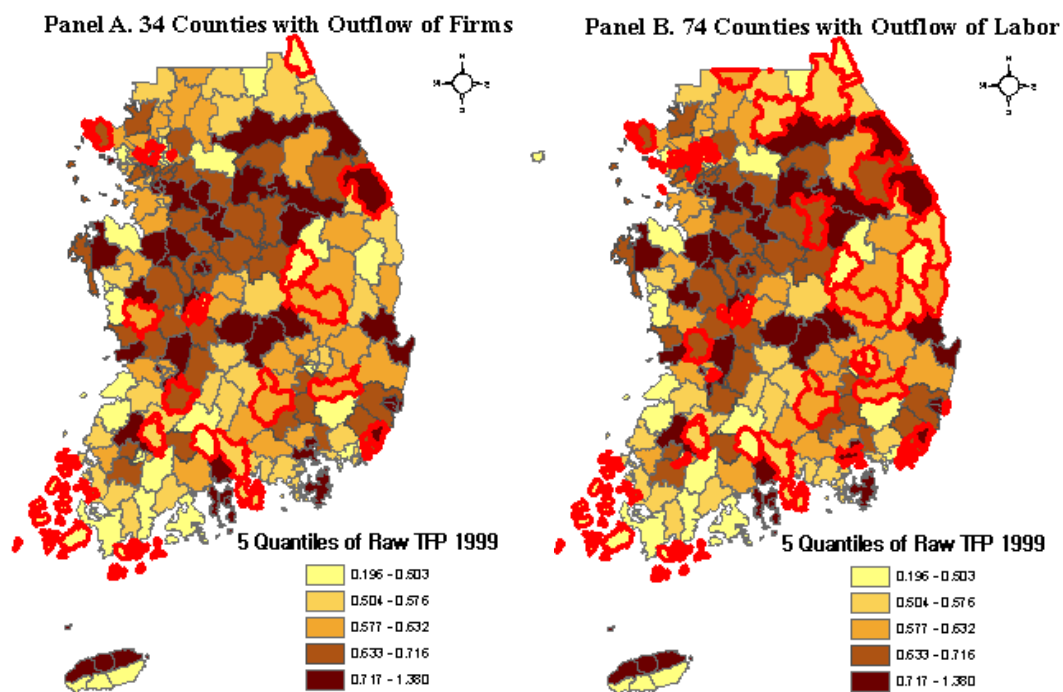 Panel A. 34 Counties with Outflow of Firms
Panel B. 74 Counties with Outflow of Labor
N
N
5 Quantiles of Raw TFP 1999
0.196 - 0.503
0.504 - 0.576
0.577 - 0.632
0.633 - 0.716
0.717 - 1.380
5 Quantiles of Raw TFP 1999
0.196 - 0.503
0.504 - 0.576
0.577 - 0.632
0.633 - 0.716
0.717 - 1.380